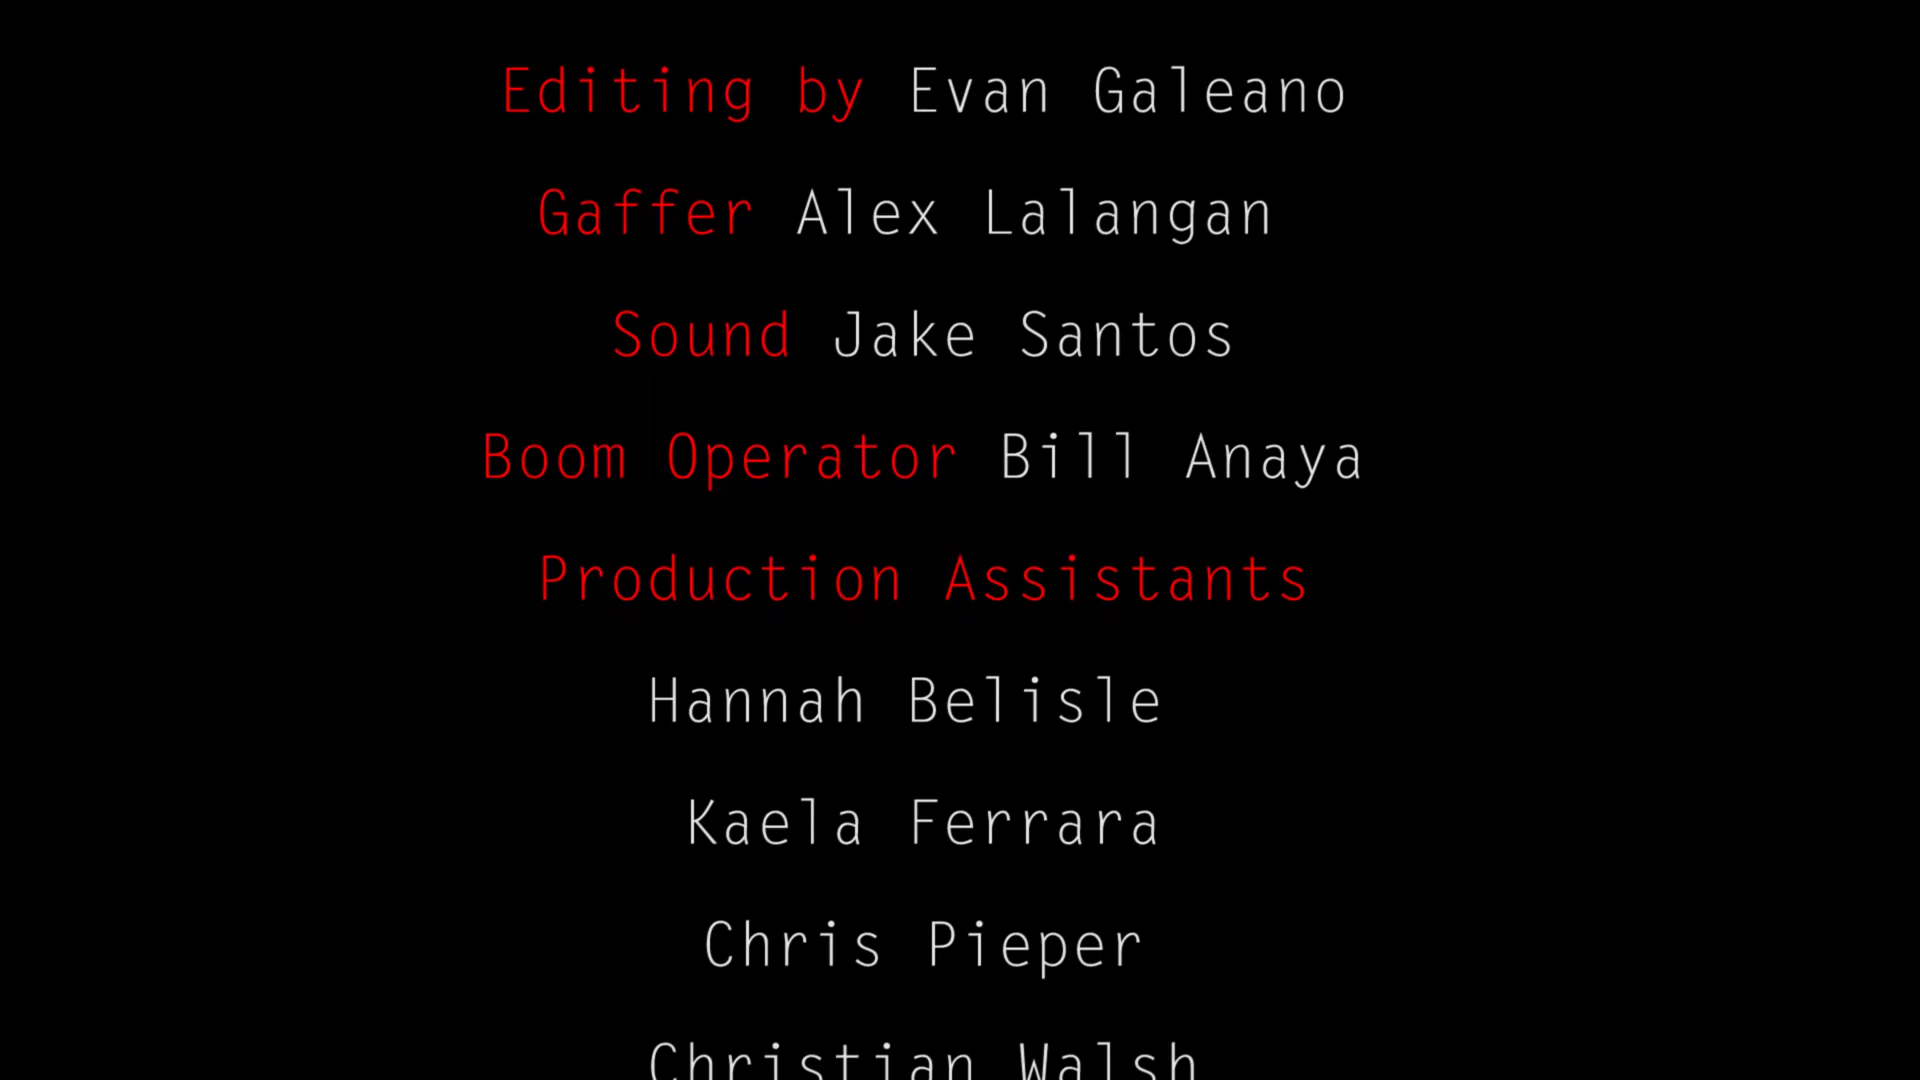 Editing by Evan Galeano
Gaffer Alex Lalangan
Sound Jake Santos
Boom Operator Bill Anaya
Production Assistants
Hannah Belisle
Kaela Ferrara
Chris Pieper
Christian Walsh